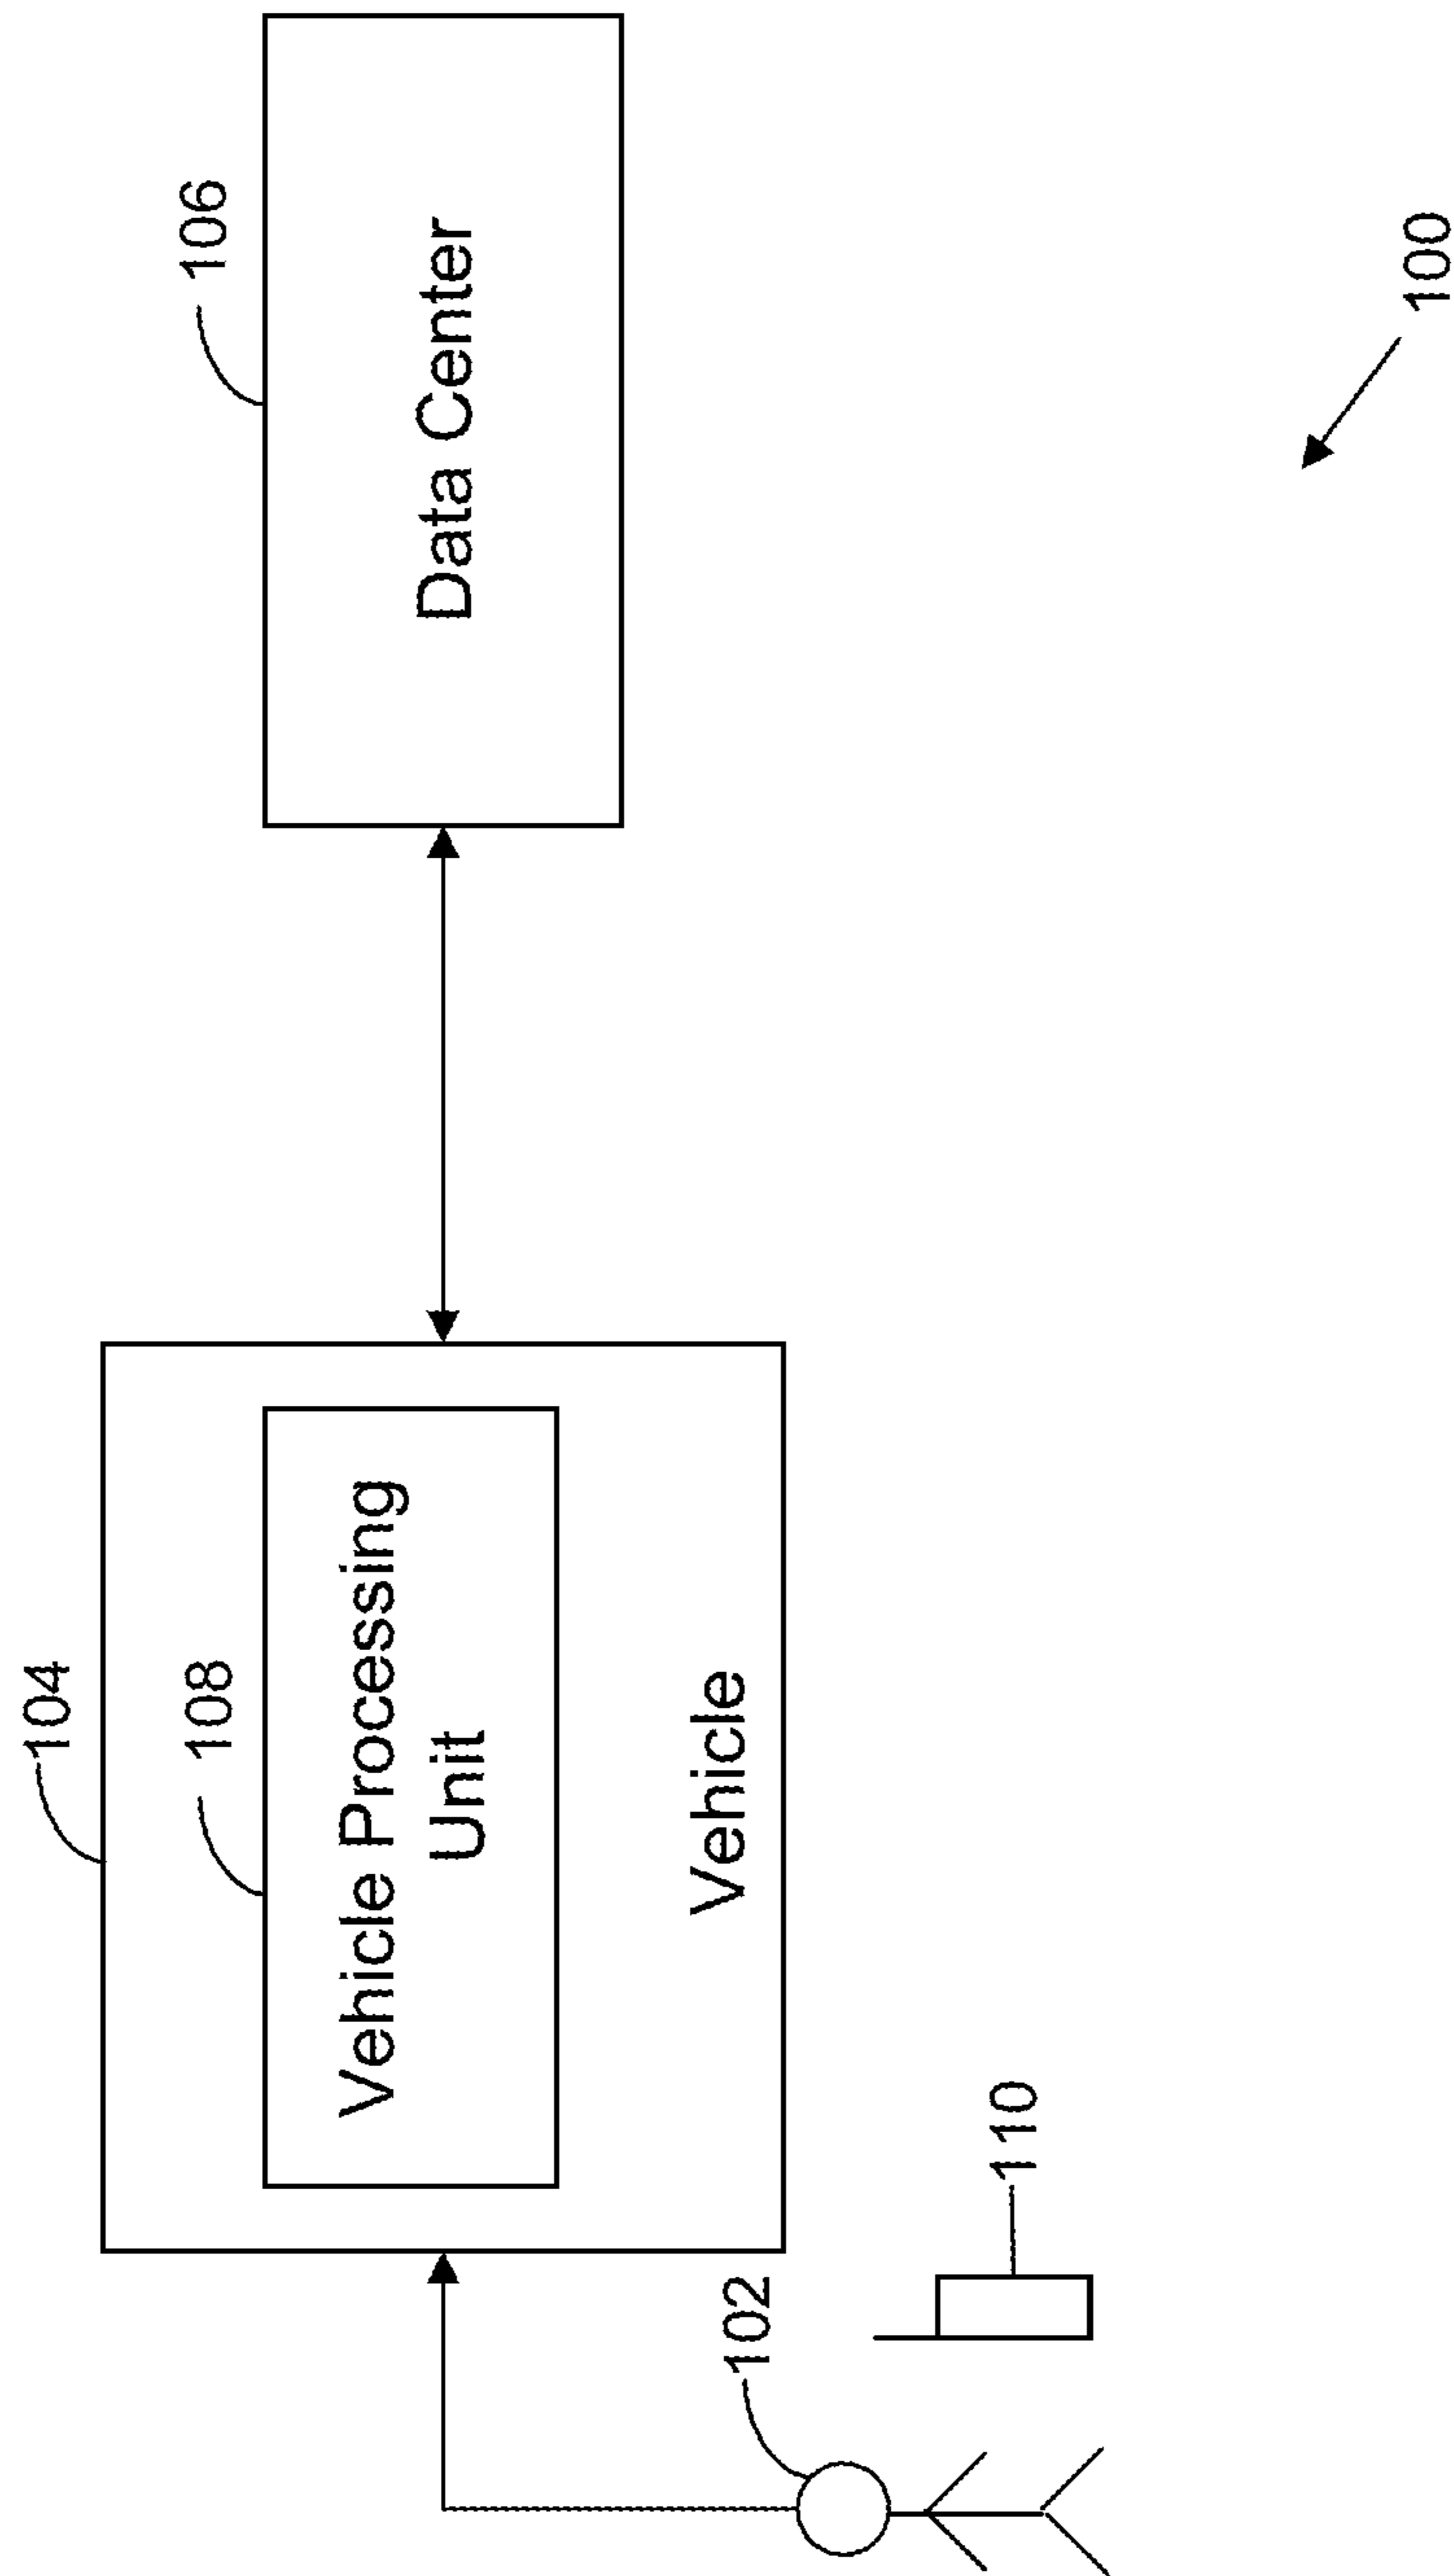 104
108
Vehicle Processing
Unit
Vehicle
106
Data Center
102
110
100